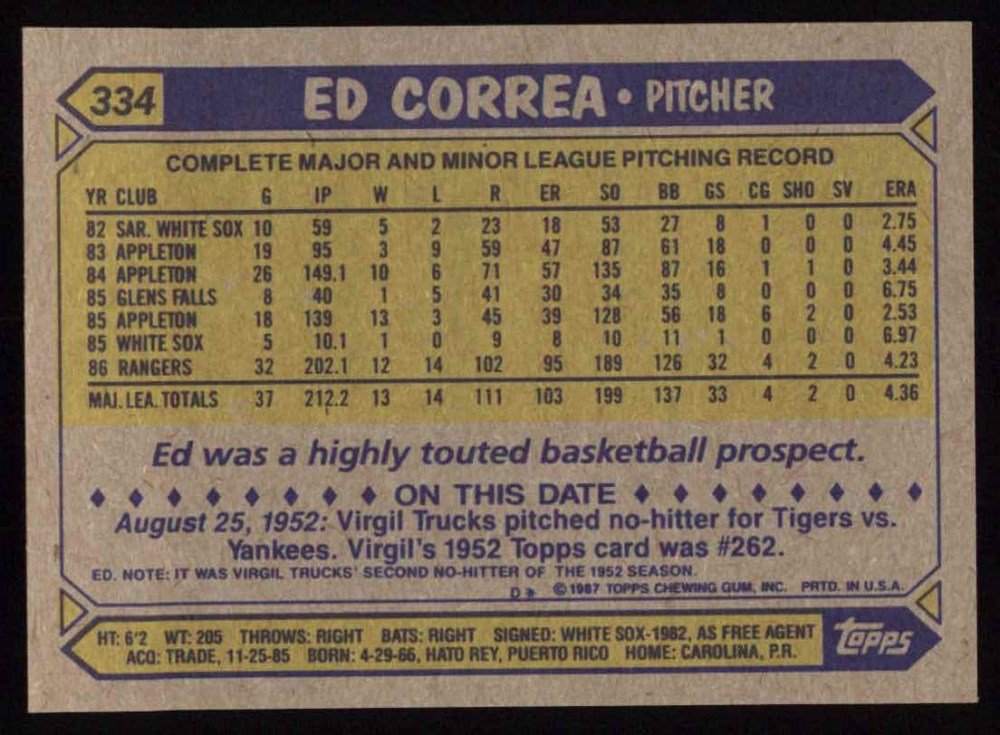 334 ED CORREA • PITCHER
COMPLETE MAJOR AND MINOR LEAGUE PITCHING RECORD
YR CLUB G IP W L R ER SO BB GS CG SHO SV ERA
82 SAR. WHITE SOX 10 59 5 2 23 18 53 27 8 1 0 0 2.75
83 APPLETON 19 95 3 9 59 47 87 61 18 0 0 0 4.45
84 APPLETON 26 149.1 10 6 71 57 135 87 16 1 1 0 3.44
85 GLENS FALLS 8 40 1 5 41 30 34 35 8 0 0 0 6.75
85 APPLETON 18 139 13 3 45 39 128 56 18 6 2 0 2.53
85 WHITE SOX 5 10.1 1 0 9 8 10 11 1 0 0 0 6.97
86 RANGERS 32 202.1 12 14 102 95 189 126 32 4 2 0 4.23
MAJ. LEA. TOTALS 37 212.2 13 14 111 103 199 137 33 4 2 0 4.36
Ed was a highly touted basketball prospect.
♦ ♦ ♦ ♦ ♦ ♦ ♦ ♦ ON THIS DATE ♦ ♦ ♦ ♦ ♦ ♦ ♦ ♦
August 25, 1952: Virgil Trucks pitched no-hitter for Tigers vs.
Yankees. Virgil's 1952 Topps card was #262.
ED. NOTE: IT WAS VIRGIL TRUCKS' SECOND NO-HITTER OF THE 1952 SEASON.
D* © 1987 TOPPS CHEWING GUM, INC. PRTD. IN U.S.A.
HT: 6'2 WT: 205 THROWS: RIGHT BATS: RIGHT SIGNED: WHITE SOX-1982, AS FREE AGENT
ACQ: TRADE, 11-25-85 BORN: 4-29-66, HATO REY, PUERTO RICO HOME: CAROLINA, P.R.
Topps